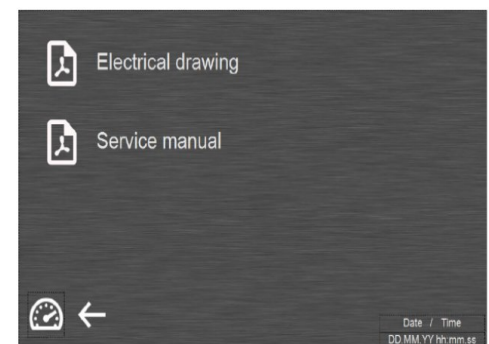 Electrical drawing
Service manual
Date / Time
DD.MM.YY hh:mm.ss